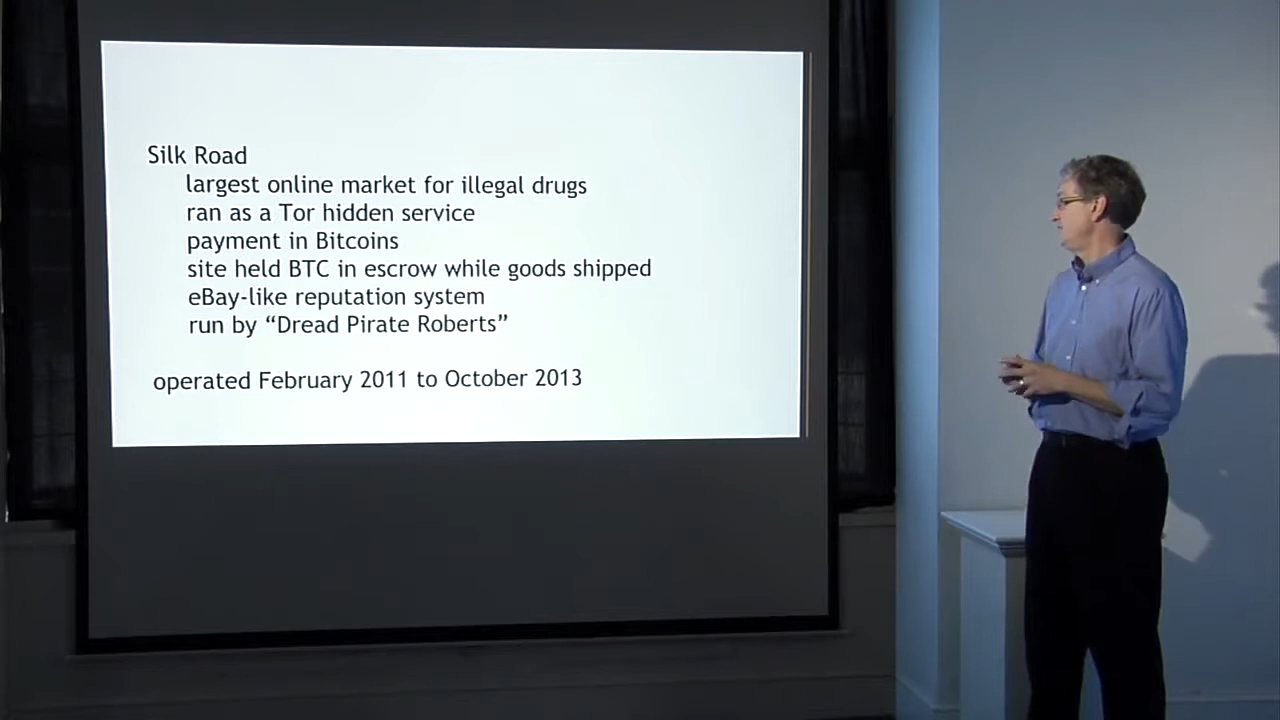 Silk Road
largest online market for illegal drugs
ran as a Tor hidden service
payment in Bitcoins
site held BTC in escrow while goods shipped
eBay-like reputation system
run by “Dread Pirate Roberts”
operated February 2011 to October 2013